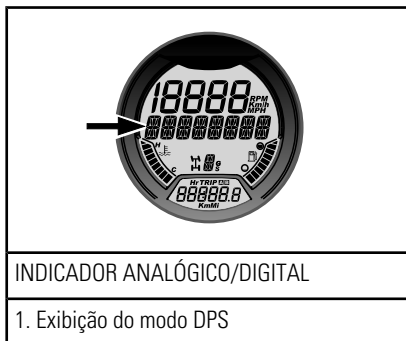 18888 RPM
Km/h
MPH
H
C
Hr TRIP A B
88888.8
KmMi
INDICADOR ANALÓGICO/DIGITAL
1. Exibição do modo DPS